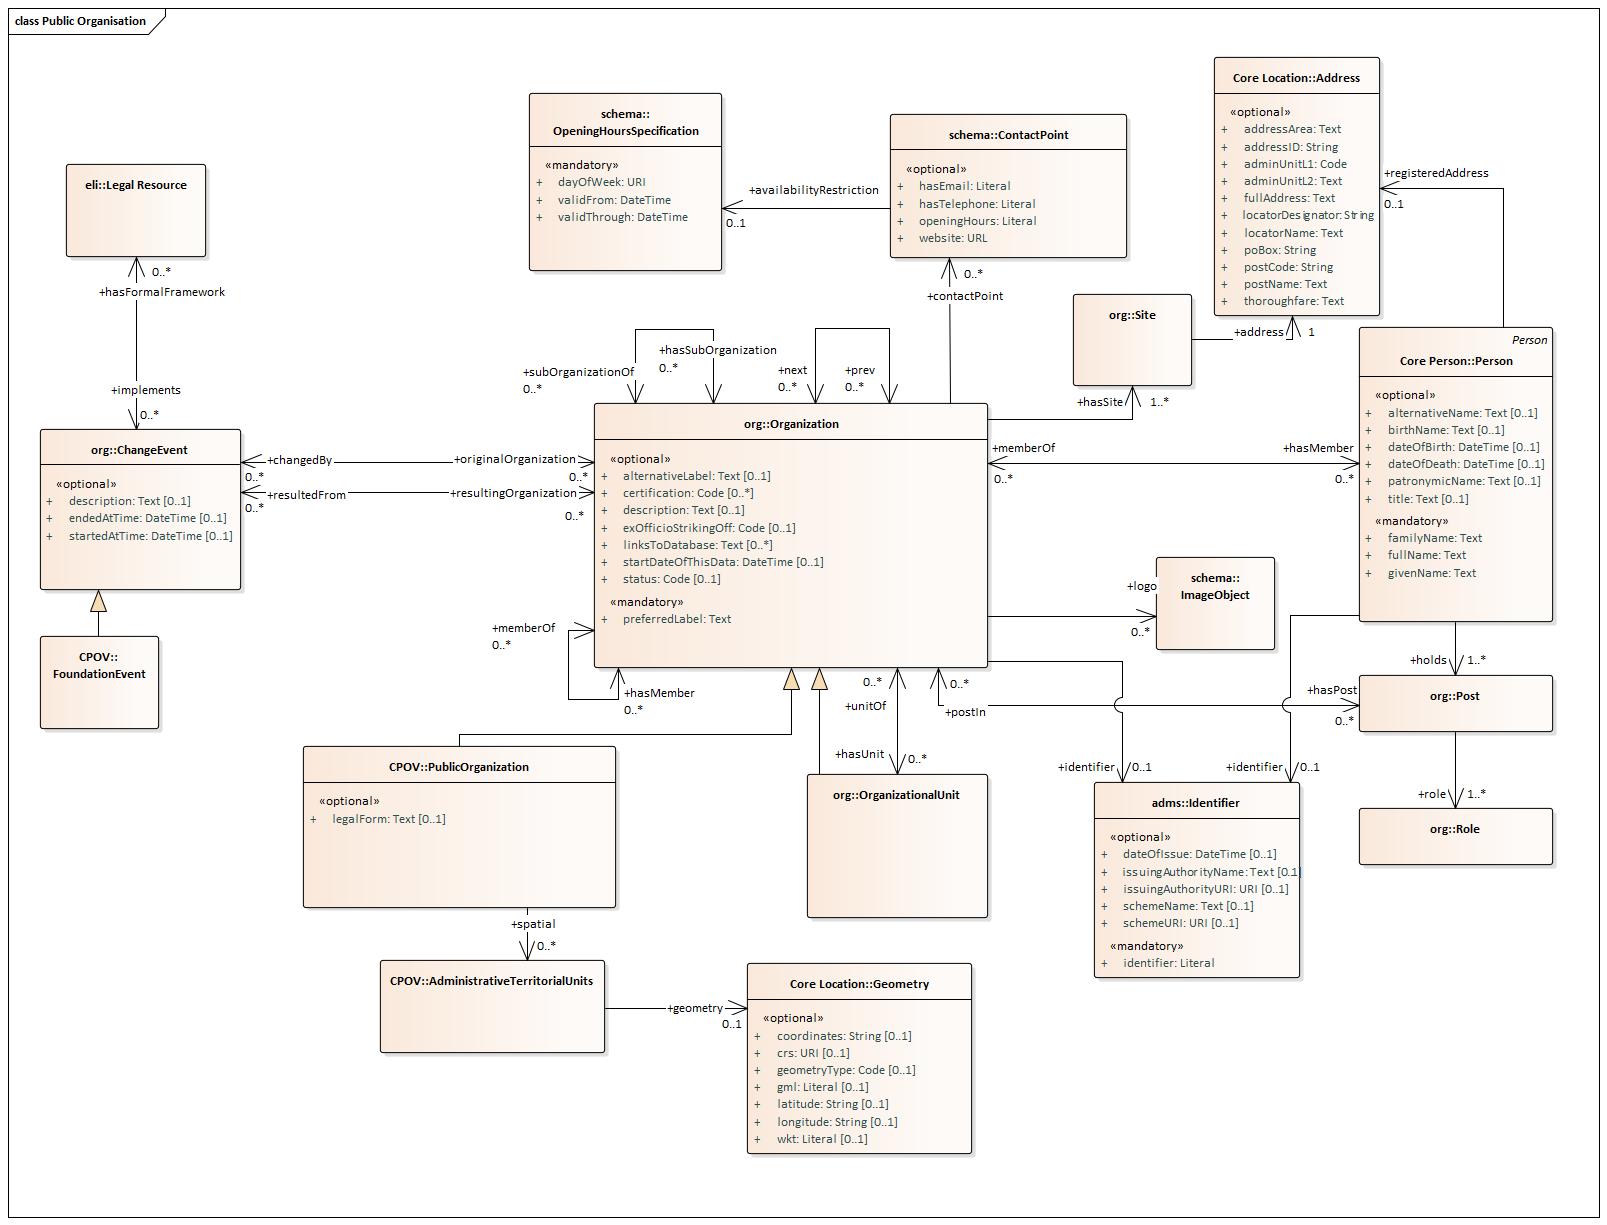 class Public Organisation
Core Location::Address
«optional»
+ addressArea: Text
+ addressID: String
+ adminUnitL1: Code
+ adminUnitL2: Text
+ fullAddress: Text
+ locatorDesignator: String
+ locatorName: Text
+ poBox: String
+ postCode: String
+ postName: Text
+ thoroughfare: Text
schema::
OpeningHoursSpecification
«mandatory»
+ dayOfWeek: URI
+ validFrom: DateTime
+ validThrough: DateTime
schema::ContactPoint
«optional»
+ hasEmail: Literal
+ hasTelephone: Literal
+ openingHours: Literal
+ website: URL
+availabilityRestriction
0..1
+registeredAddress
0..1
eli::Legal Resource
0..*
+hasFormalFramework
+implements
0..*
0..*
+contactPoint
org::Site
+address
1
+hasSite
1..*
Person
Core Person::Person
«optional»
+ alternativeName: Text [0..1]
+ birthName: Text [0..1]
+ dateOfBirth: DateTime [0..1]
+ dateOfDeath: DateTime [0..1]
+ patronymicName: Text [0..1]
+ title: Text [0..1]
«mandatory»
+ familyName: Text
+ fullName: Text
+ givenName: Text
+subOrganizationOf
0..*
+hasSubOrganization
0..*
+next
0..*
+prev
0..*
org::Organization
«optional»
+ alternativeLabel: Text [0..1]
+ certification: Code [0..*]
+ description: Text [0..1]
+ exOfficioStrikingOff: Code [0..1]
+ linksToDatabase: Text [0..*]
+ startDateOfThisData: DateTime [0..1]
+ status: Code [0..1]
«mandatory»
+ preferredLabel: Text
org::ChangeEvent
«optional»
+ description: Text [0..1]
+ endedAtTime: DateTime [0..1]
+ startedAtTime: DateTime [0..1]
+changedBy
0..*
+originalOrganization
0..*
+resultedFrom
0..*
+resultingOrganization
0..*
+memberOf
0..*
+hasMember
0..*
schema::
ImageObject
+logo
0..*
CPOV::
FoundationEvent
+memberOf
0..*
+hasMember
0..*
0..*
+unitOf
+hasUnit
0..*
0..*
+postIn
+hasPost
0..*
+holds
1..*
org::Post
+role
1..*
org::Role
CPOV::PublicOrganization
«optional»
+ legalForm: Text [0..1]
org::OrganizationalUnit
+identifier
0..1
+identifier
0..1
adms::Identifier
«optional»
+ dateOfIssue: DateTime [0..1]
+ issuingAuthorityName: Text [0.1]
+ issuingAuthorityURI: URI [0..1]
+ schemeName: Text [0..1]
+ schemeURI: URI [0..1]
«mandatory»
+ identifier: Literal
+spatial
0..*
CPOV::AdministrativeTerritorialUnits
+geometry
0..1
Core Location::Geometry
«optional»
+ coordinates: String [0..1]
+ crs: URI [0..1]
+ geometryType: Code [0..1]
+ gml: Literal [0..1]
+ latitude: String [0..1]
+ longitude: String [0..1]
+ wkt: Literal [0..1]